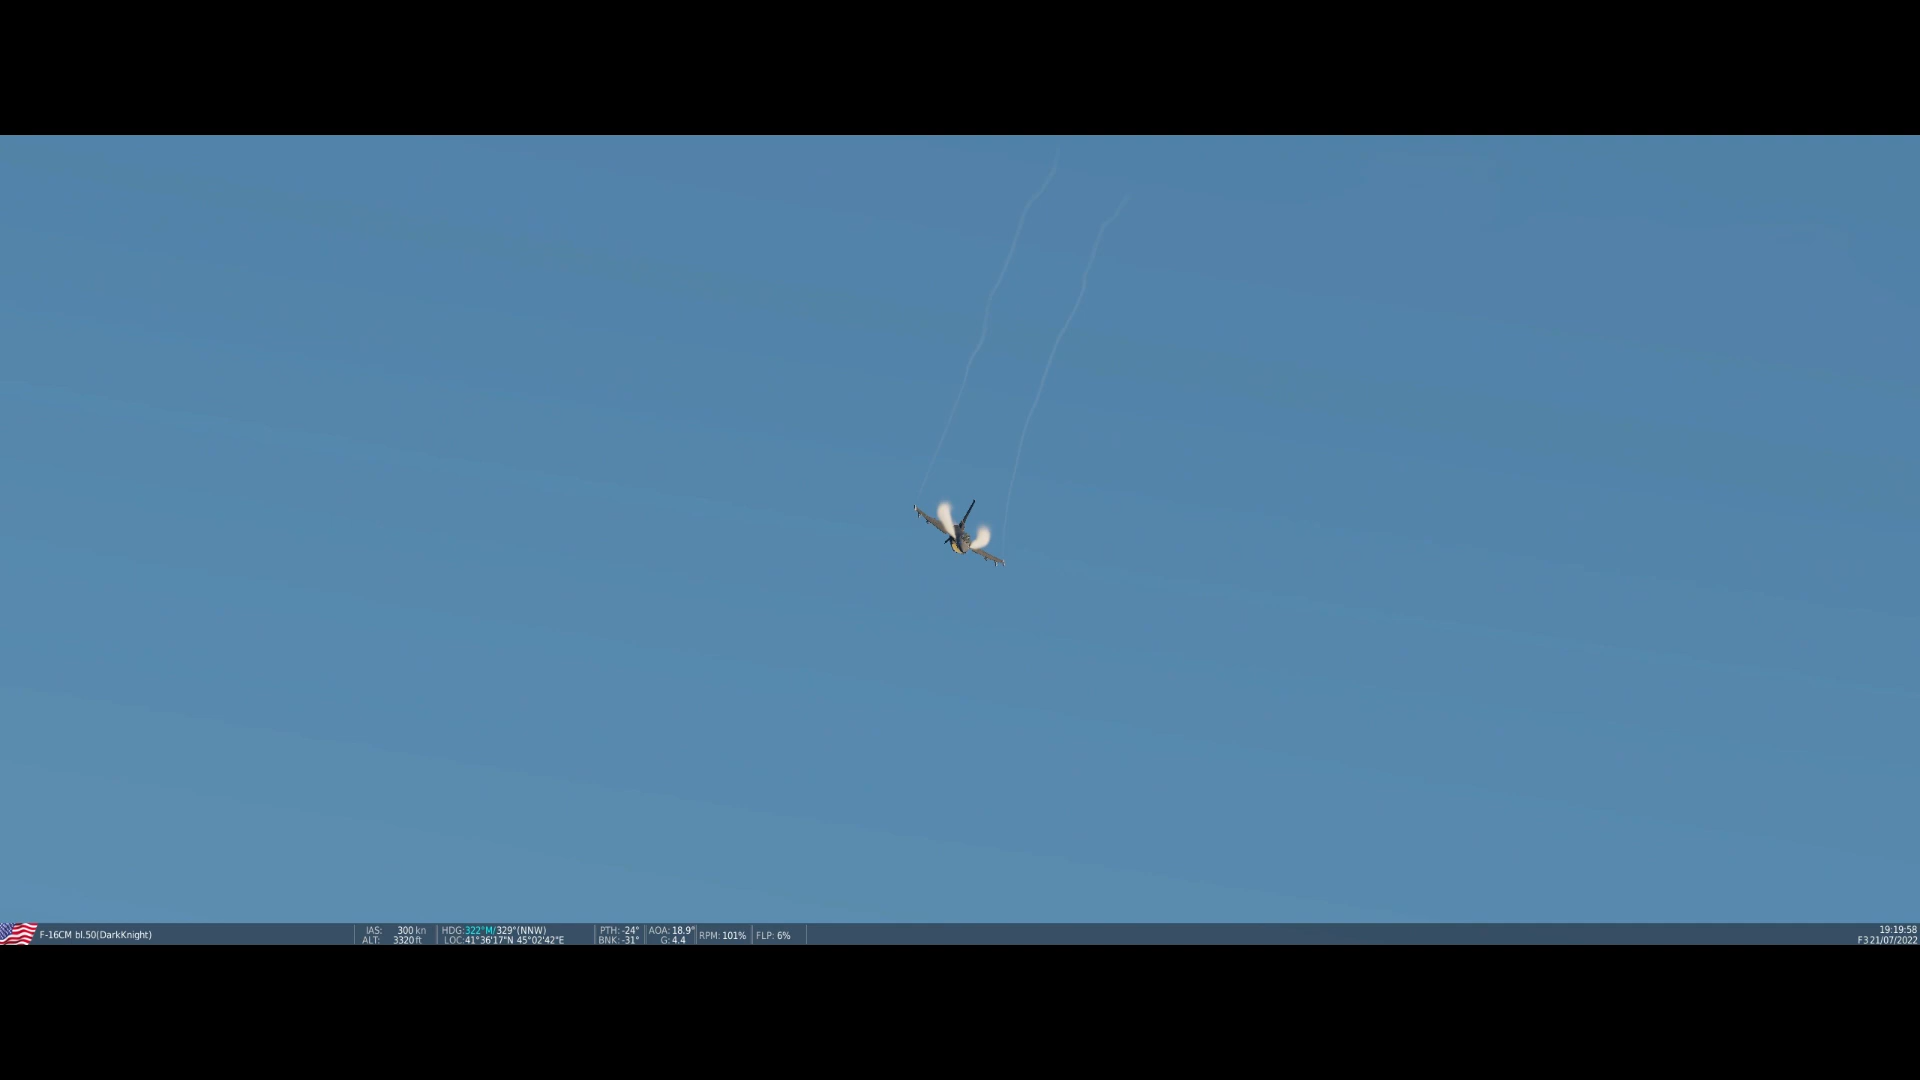 F-16CM bl.50(DarkKnight)
IAS: 300 kn
ALT: 3320 ft
HDG:322°M/329°(NNW)
LOC:41°36'17"N 45°02'42"E
PTH: -24°
BNK: -31°
AOA: 18.9°
G: 4.4
RPM: 101%
FLP: 6%
19:19:58
F3 21/07/2022